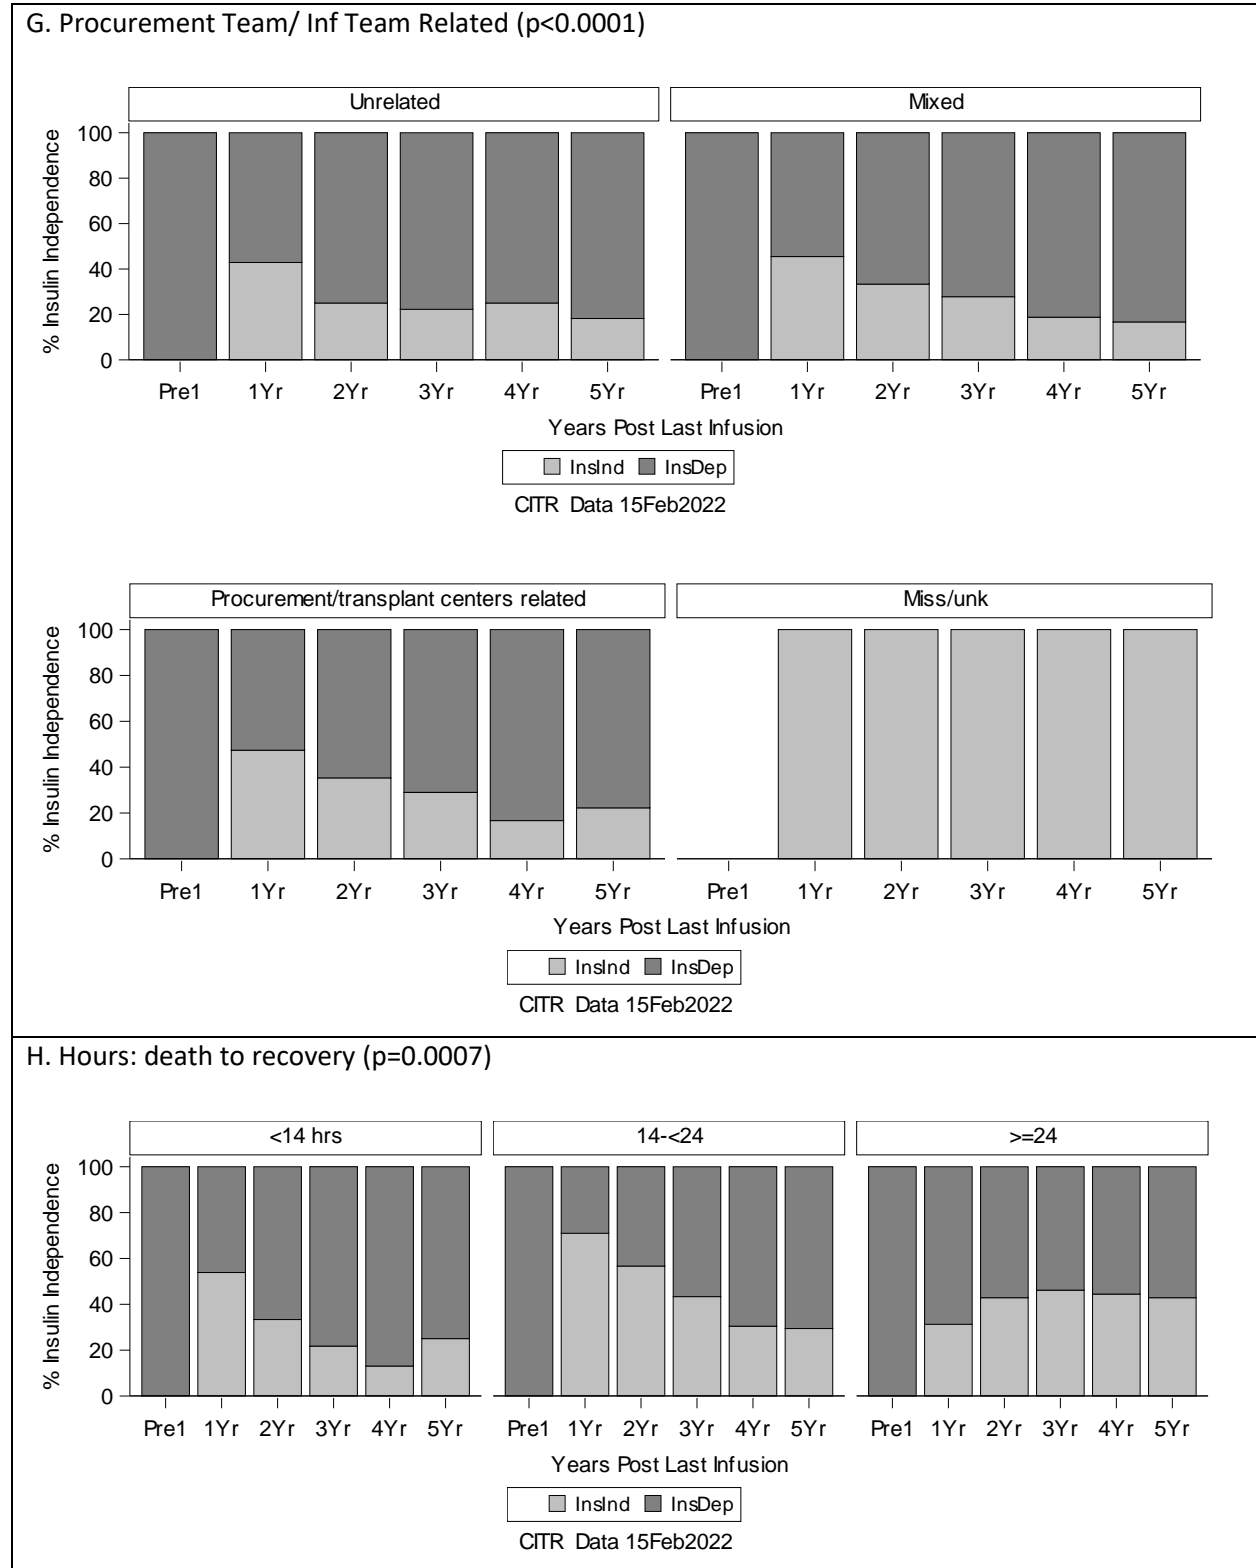 G. Procurement Team/ Inf Team Related (p<0.0001)
Unrelated
Mixed
% Insulin Independence
100
80
60
40
20
0
Pre1 1Yr 2Yr 3Yr 4Yr 5Yr
Pre1 1Yr 2Yr 3Yr 4Yr 5Yr
Years Post Last Infusion
InsInd InsDep
CITR Data 15Feb2022
Procurement/transplant centers related
Miss/unk
% Insulin Independence
100
80
60
40
20
0
Pre1 1Yr 2Yr 3Yr 4Yr 5Yr
Pre1 1Yr 2Yr 3Yr 4Yr 5Yr
Years Post Last Infusion
InsInd InsDep
CITR Data 15Feb2022
H. Hours: death to recovery (p=0.0007)
<14 hrs
14-<24
>=24
% Insulin Independence
100
80
60
40
20
0
Pre1 1Yr 2Yr 3Yr 4Yr 5Yr
Pre1 1Yr 2Yr 3Yr 4Yr 5Yr
Pre1 1Yr 2Yr 3Yr 4Yr 5Yr
Years Post Last Infusion
InsInd InsDep
CITR Data 15Feb2022